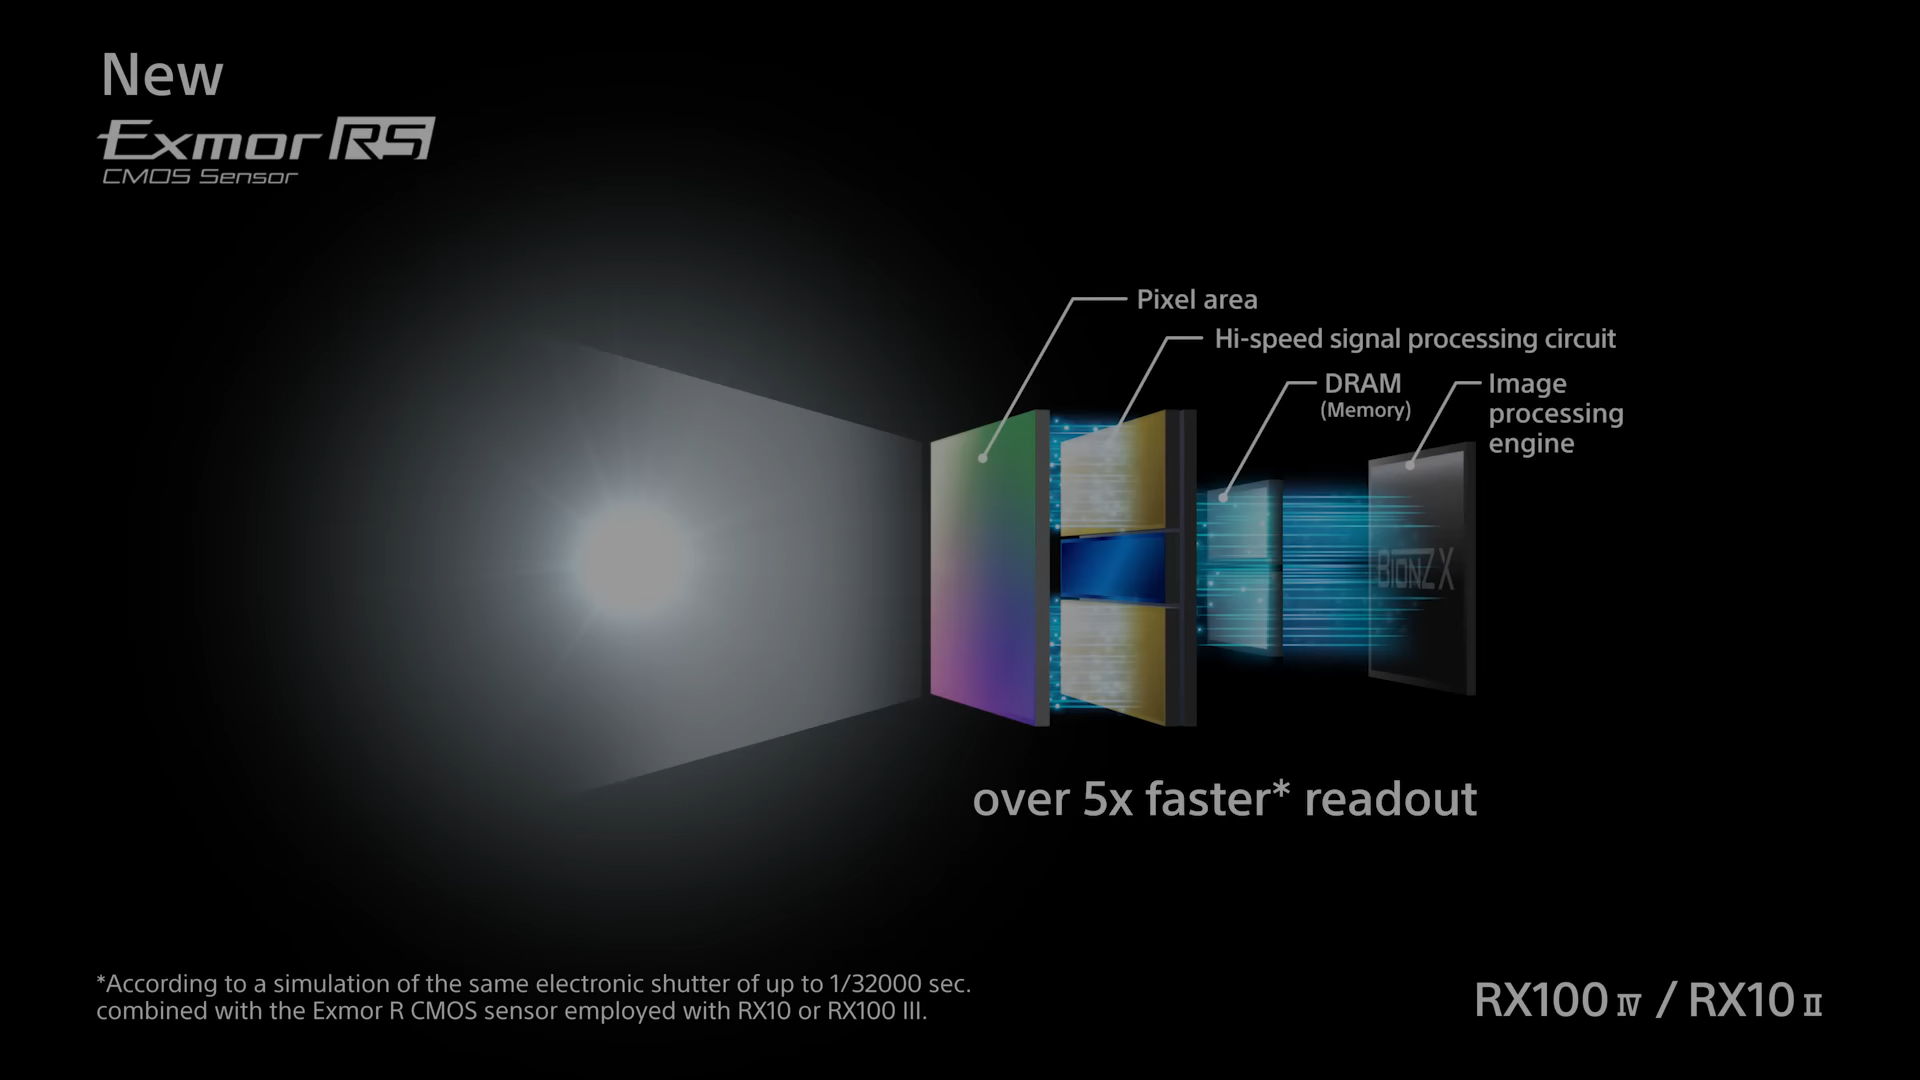 New
Exmor RS
CMOS Sensor
Pixel area
Hi-speed signal processing circuit
DRAM
(Memory)
Image
processing
engine
BIONZ X
over 5x faster* readout
*According to a simulation of the same electronic shutter of up to 1/32000 sec.
combined with the Exmor R CMOS sensor employed with RX10 or RX100 III.
RX100 IV / RX10 II